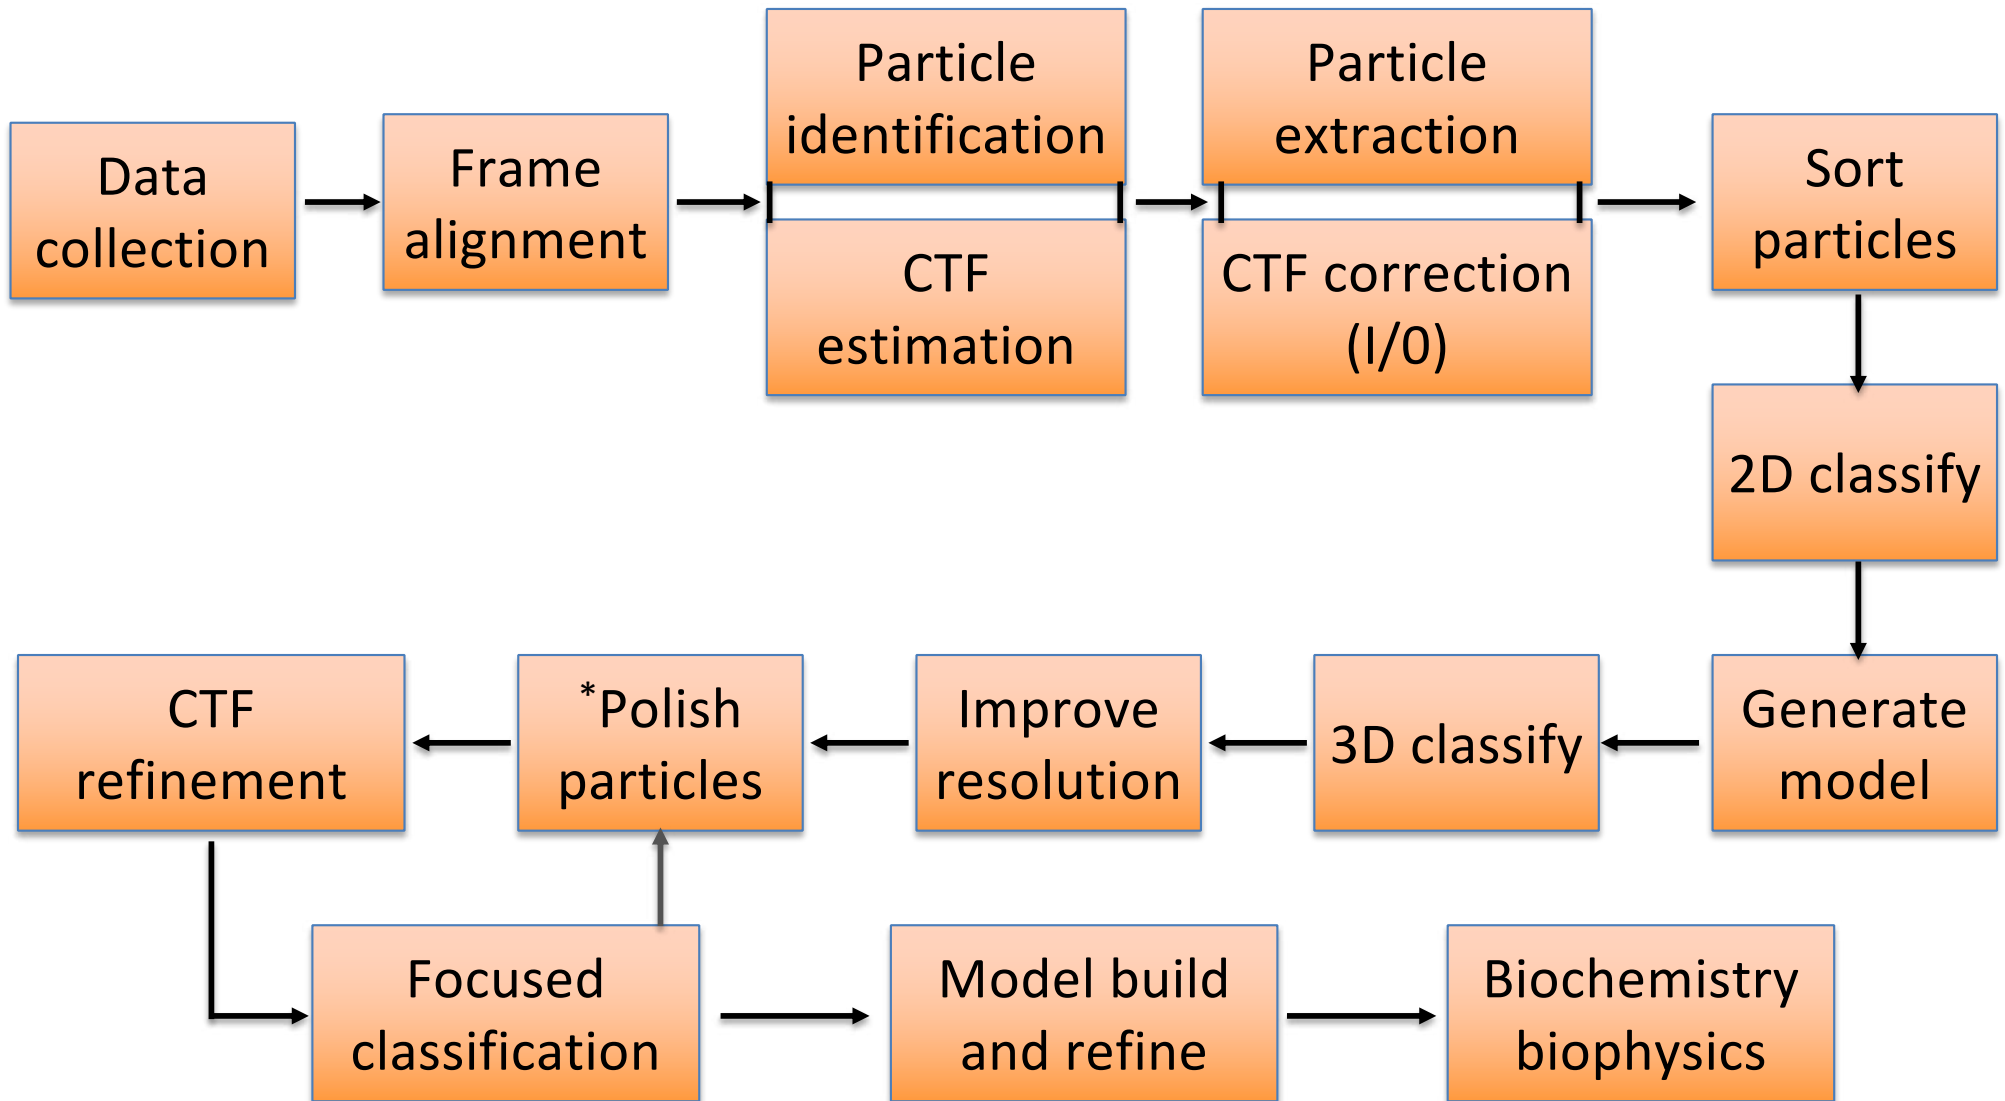 Data
collection
Frame
alignment
Particle
identification
CTF
estimation
Particle
extraction
CTF correction
(I/0)
Sort
particles
2D classify
Generate
model
3D classify
Improve
resolution
*Polish
particles
CTF
refinement
Focused
classification
Model build
and refine
Biochemistry
biophysics